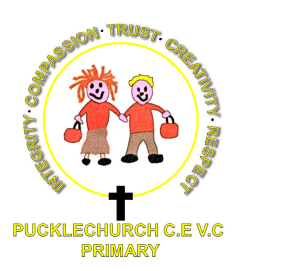 INTEGRITY · COMPASSION · TRUST · CREATIVITY · RESPECT
PUCKLECHURCH C.E V.C
PRIMARY